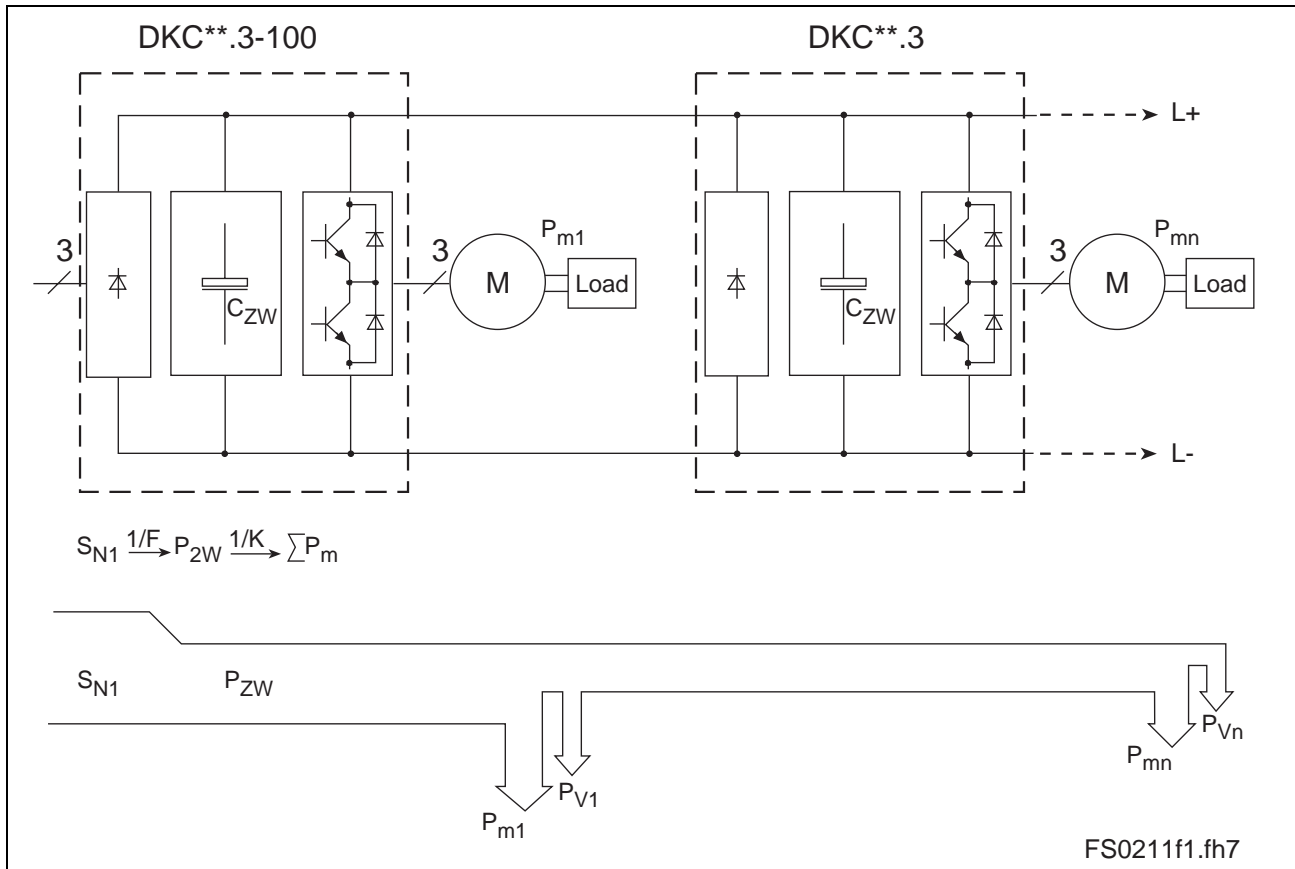 DKC**.3-100
DKC**.3
L+
3
C_ZW
3
M
P_m1
Load
C_ZW
3
M
P_mn
Load
L-
S_N1 1/F P_2W 1/K ∑P_m
S_N1
P_ZW
P_m1
P_V1
P_mn
P_Vn
FS0211f1.fh7